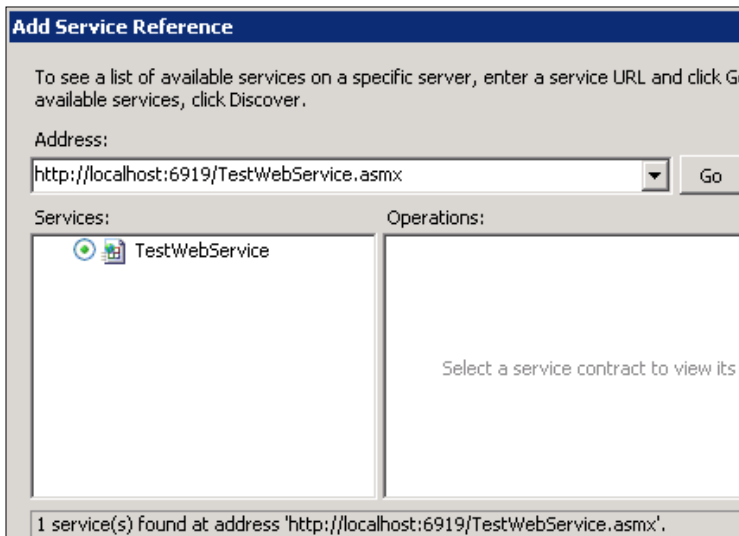 Add Service Reference
To see a list of available services on a specific server, enter a service URL and click G
available services, click Discover.
Address:
http://localhost:6919/TestWebService.asmx
Go
Services:
Operations:
TestWebService
Select a service contract to view its
1 service(s) found at address 'http://localhost:6919/TestWebService.asmx'.